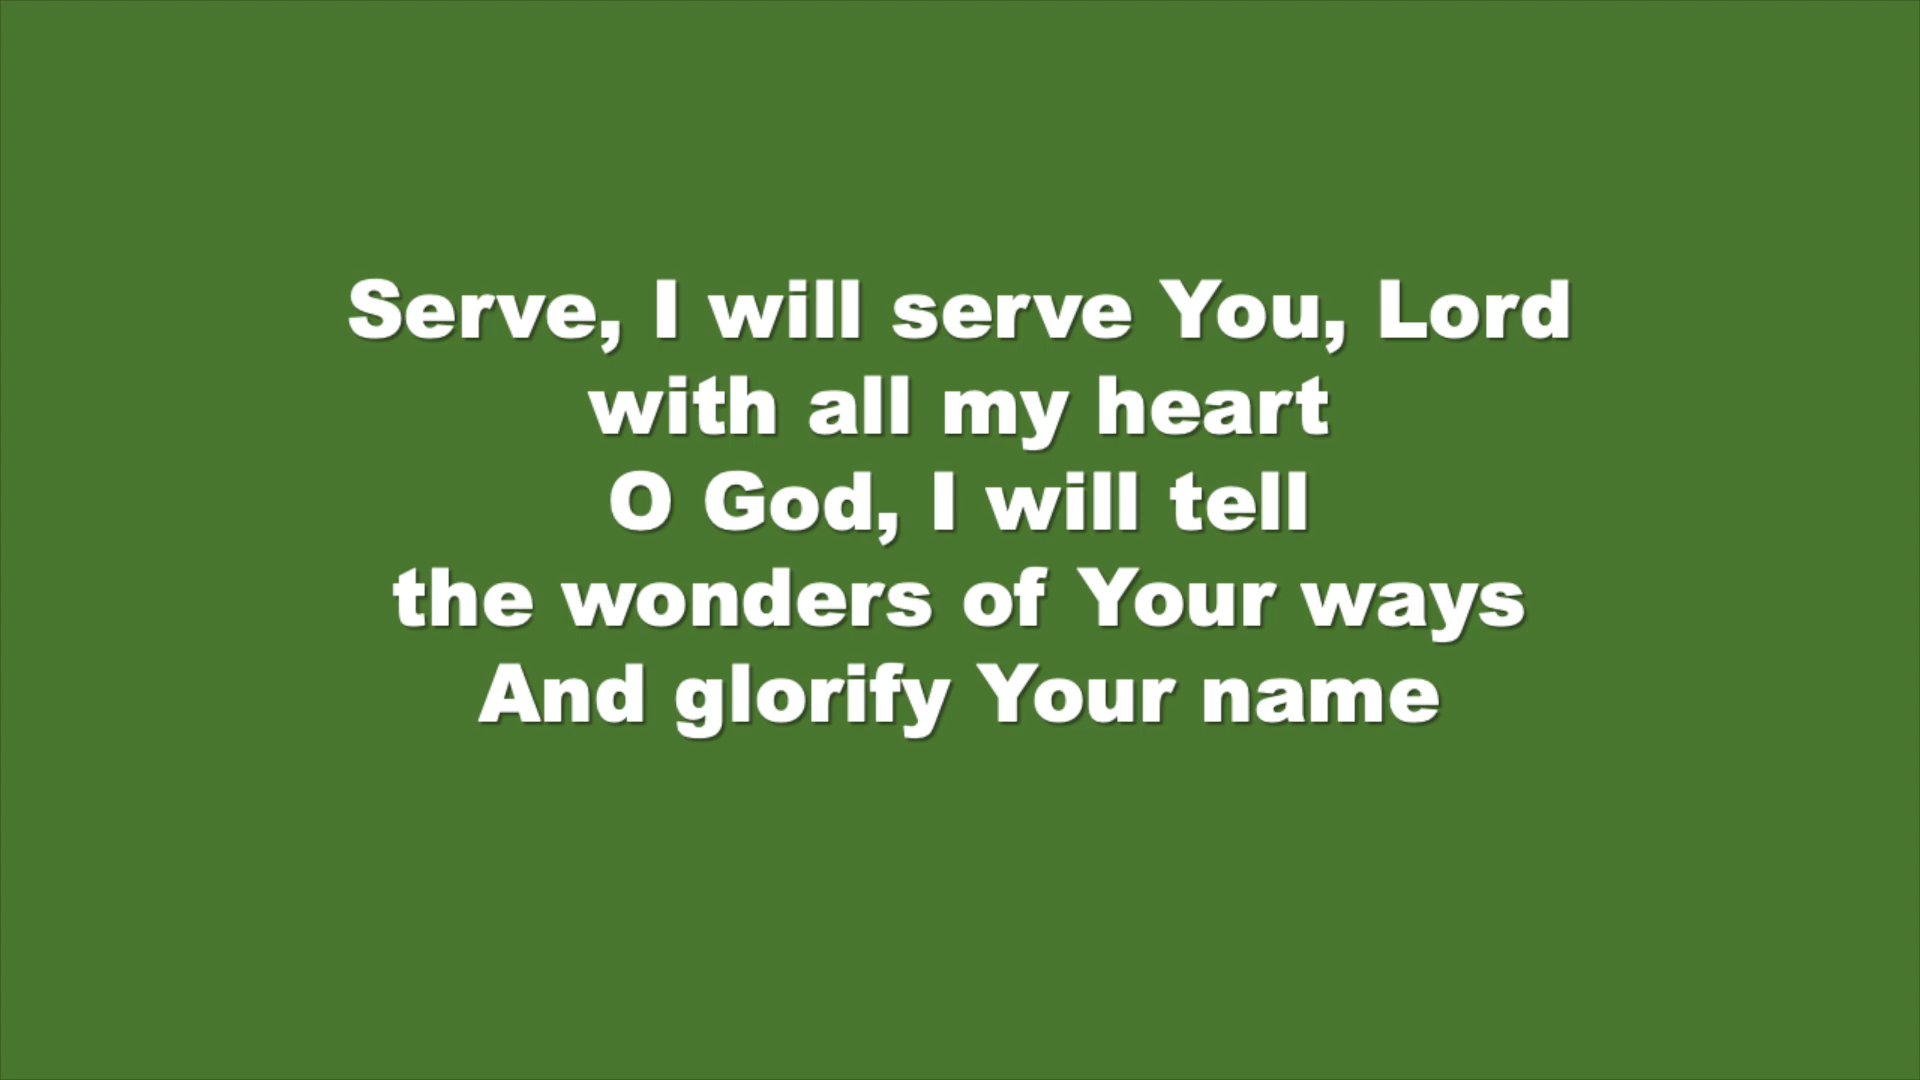 Serve, I will serve You, Lord
with all my heart
O God, I will tell
the wonders of Your ways
And glorify Your name